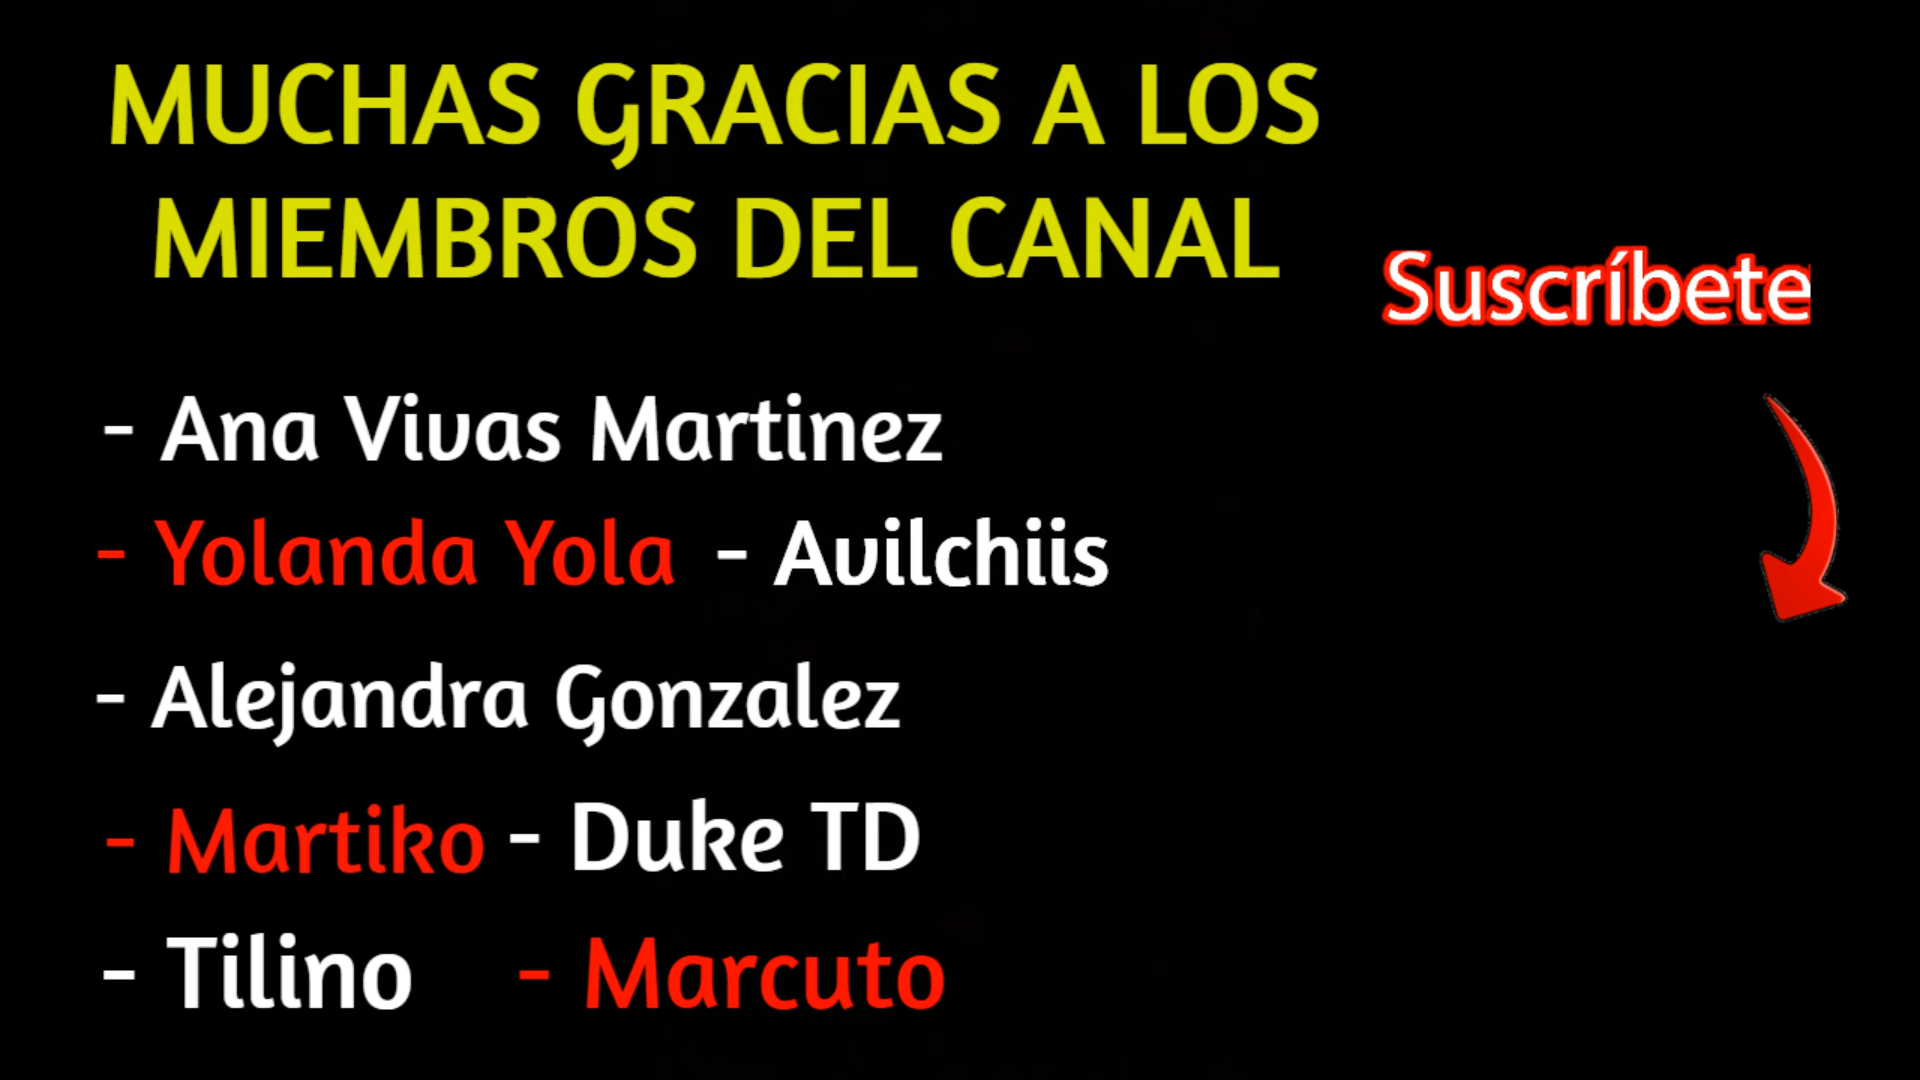 MUCHAS GRACIAS A LOS
MIEMBROS DEL CANAL
Suscríbete
- Ana Vivas Martinez
- Yolanda Yola - Avilchiis
- Alejandra Gonzalez
- Martiko - Duke TD
- Tilino - Marcuto